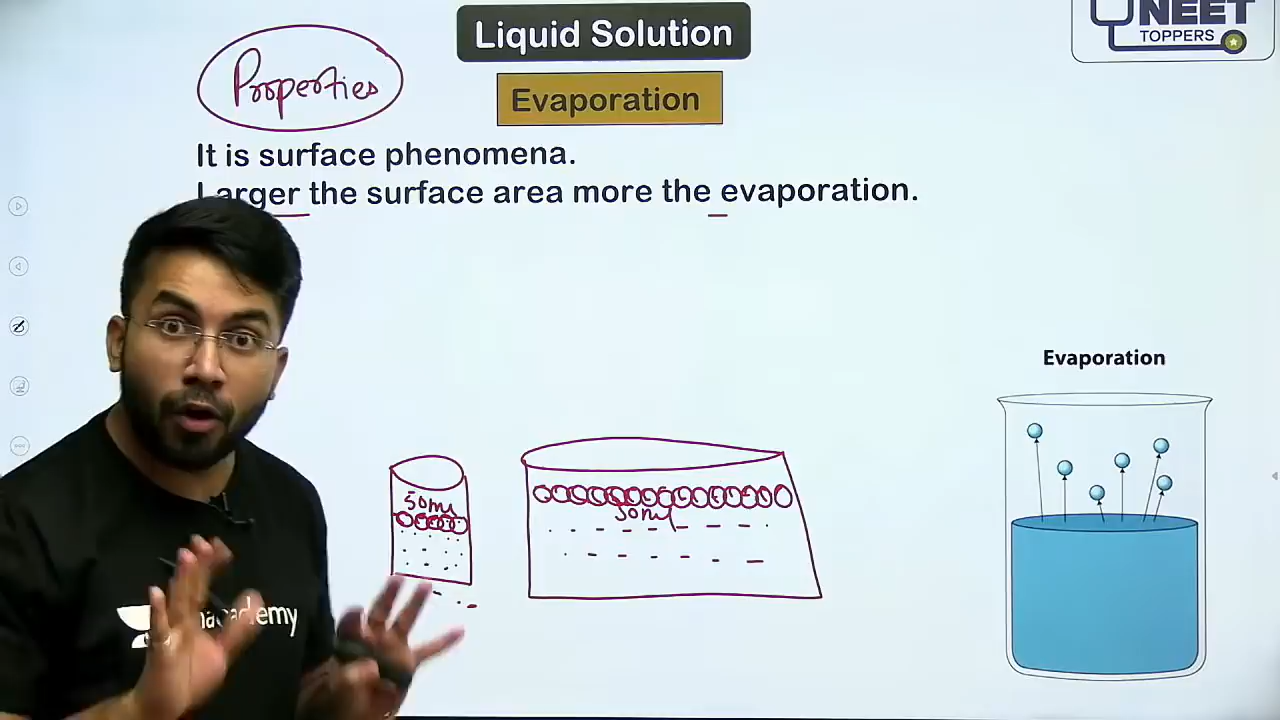 Liquid Solution
NEET
TOPPERS
Properties
Evaporation
It is surface phenomena.
Larger the surface area more the evaporation.
Evaporation
50ml
50ml
unacademy